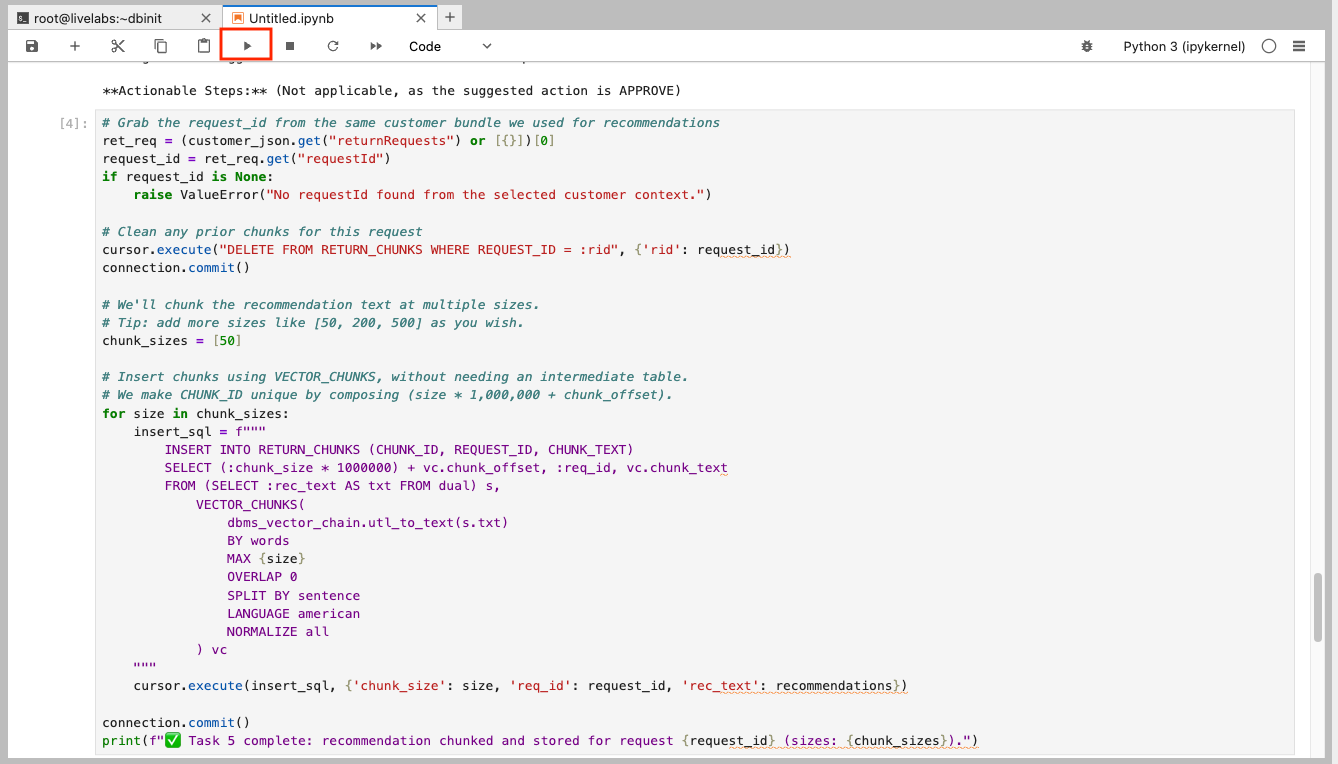 root@livelabs:~dbinit
Untitled.ipynb
Code
Python 3 (ipykernel)
**Actionable Steps:** (Not applicable, as the suggested action is APPROVE)
[4]:
# Grab the request_id from the same customer bundle we used for recommendations
ret_req = (customer_json.get("returnRequests") or [{}])[0]
request_id = ret_req.get("requestId")
if request_id is None:
    raise ValueError("No requestId found from the selected customer context.")
# Clean any prior chunks for this request
cursor.execute("DELETE FROM RETURN_CHUNKS WHERE REQUEST_ID = :rid", {'rid': request_id})
connection.commit()
# We'll chunk the recommendation text at multiple sizes.
# Tip: add more sizes like [50, 200, 500] as you wish.
chunk_sizes = [50]
# Insert chunks using VECTOR_CHUNKS, without needing an intermediate table.
# We make CHUNK_ID unique by composing (size * 1,000,000 + chunk_offset).
for size in chunk_sizes:
    insert_sql = f"""
        INSERT INTO RETURN_CHUNKS (CHUNK_ID, REQUEST_ID, CHUNK_TEXT)
        SELECT (:chunk_size * 1000000) + vc.chunk_offset, :req_id, vc.chunk_text
        FROM (SELECT :rec_text AS txt FROM dual) s,
            VECTOR_CHUNKS(
                dbms_vector_chain.utl_to_text(s.txt)
                BY words
                MAX {size}
                OVERLAP 0
                SPLIT BY sentence
                LANGUAGE american
                NORMALIZE all
            ) vc
    """
    cursor.execute(insert_sql, {'chunk_size': size, 'req_id': request_id, 'rec_text': recommendations})
connection.commit()
print(f"✅ Task 5 complete: recommendation chunked and stored for request {request_id} (sizes: {chunk_sizes}).")